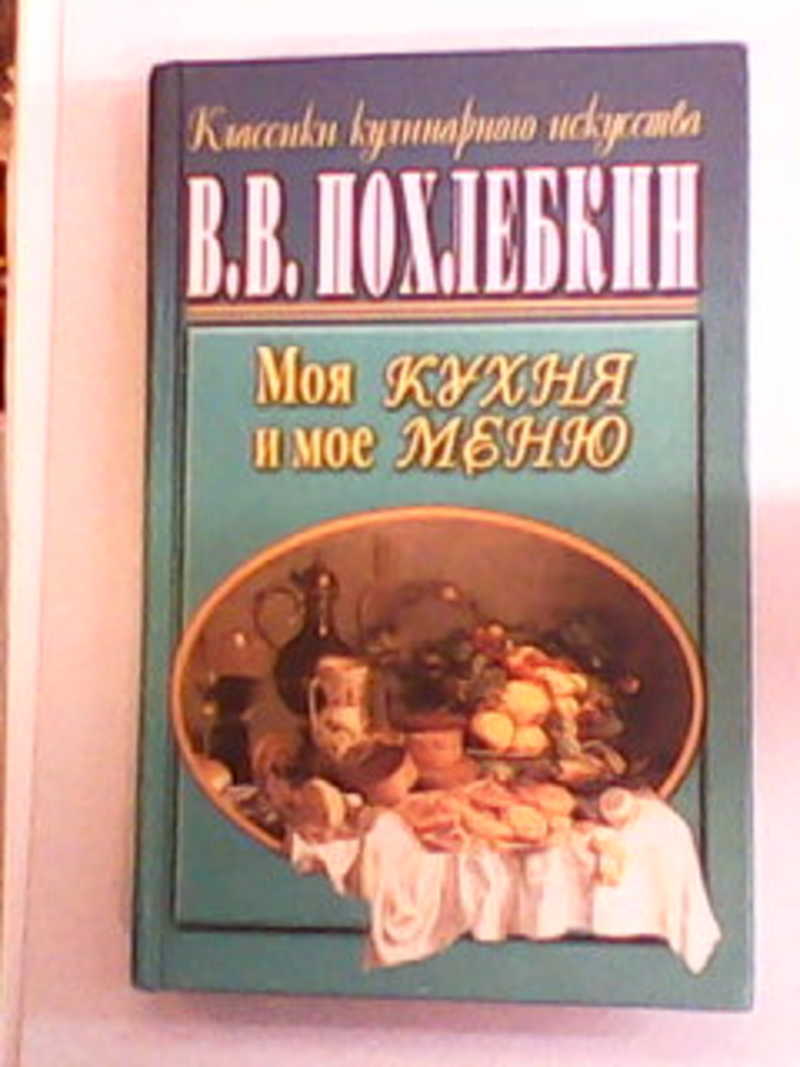 Классики кулинарного искусства
В.В. ПОХЛЕБКИН
Моя КУХНЯ
и мое МЕНЮ